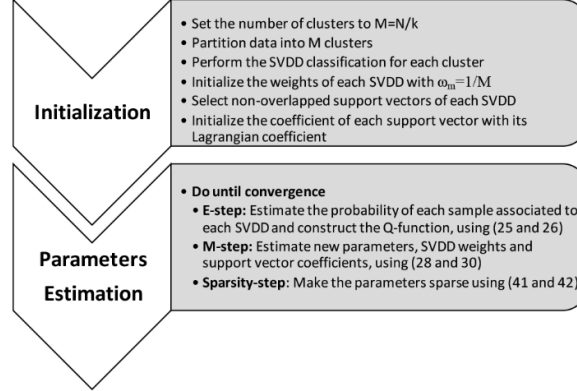 Initialization
• Set the number of clusters to M=N/k
• Partition data into M clusters
• Perform the SVDD classification for each cluster
• Initialize the weights of each SVDD with ωm=1/M
• Select non-overlapped support vectors of each SVDD
• Initialize the coefficient of each support vector with its
Lagrangian coefficient
Parameters
Estimation
• Do until convergence
• E-step: Estimate the probability of each sample associated to
each SVDD and construct the Q-function, using (25 and 26)
• M-step: Estimate new parameters, SVDD weights and
support vector coefficients, using (28 and 30)
• Sparsity-step: Make the parameters sparse using (41 and 42)